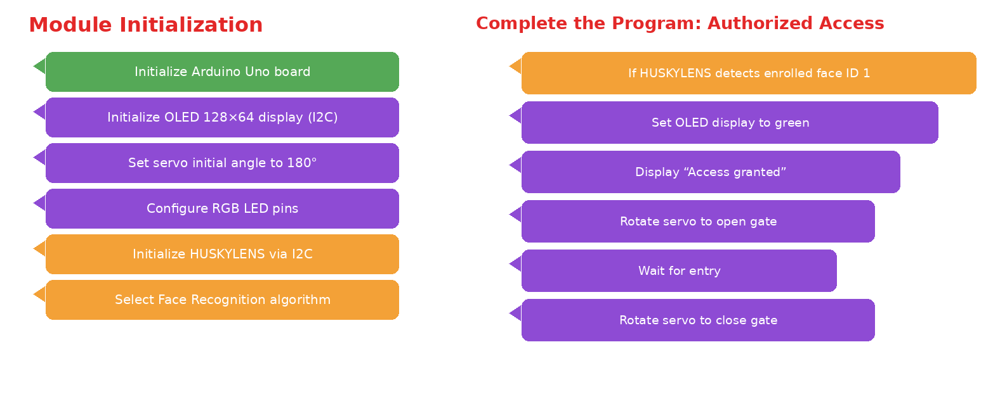 Module Initialization
Initialize Arduino Uno board
Initialize OLED 128×64 display (I2C)
Set servo initial angle to 180°
Configure RGB LED pins
Initialize HUSKYLENS via I2C
Select Face Recognition algorithm
Complete the Program: Authorized Access
If HUSKYLENS detects enrolled face ID 1
Set OLED display to green
Display “Access granted”
Rotate servo to open gate
Wait for entry
Rotate servo to close gate